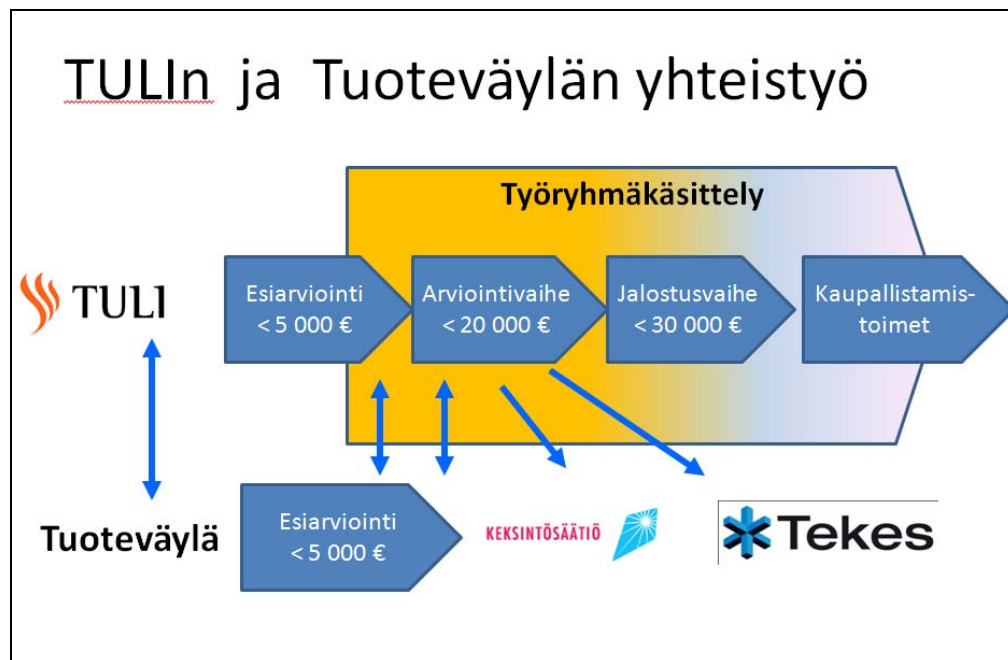 TULIn ja Tuoteväylän yhteistyö
Työryhmäkäsittely
TULI
Esiarviointi
< 5 000 €
Arviointivaihe
< 20 000 €
Jalostusvaihe
< 30 000 €
Kaupallistamis-
toimet
Tuoteväylä
Esiarviointi
< 5 000 €
KEKSINTÖSÄÄTIÖ
Tekes